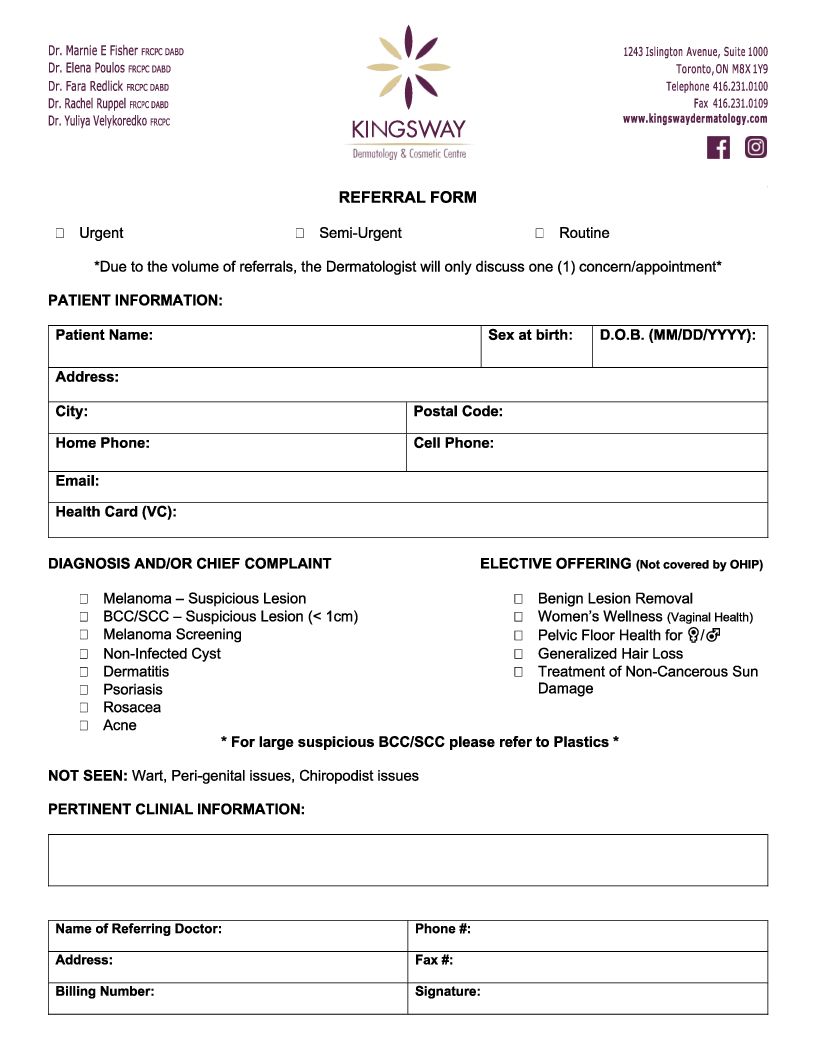 Dr. Marnie E Fisher FRCPC DABD
Dr. Elena Poulos FRCPC DABD
Dr. Fara Redlick FRCPC DABD
Dr. Rachel Ruppel FRCPC DABD
Dr. Yuliya Velykoredko FRCPC
KINGSWAY
Dermatology & Cosmetic Centre
1243 Islington Avenue, Suite 1000
Toronto, ON M8X 1Y9
Telephone 416.231.0100
Fax 416.231.0109
www.kingswaydermatology.com
REFERRAL FORM
☐ Urgent ☐ Semi-Urgent ☐ Routine
*Due to the volume of referrals, the Dermatologist will only discuss one (1) concern/appointment*
PATIENT INFORMATION:
Patient Name: Sex at birth: D.O.B. (MM/DD/YYYY):
Address:
City: Postal Code:
Home Phone: Cell Phone:
Email:
Health Card (VC):
DIAGNOSIS AND/OR CHIEF COMPLAINT
☐ Melanoma – Suspicious Lesion
☐ BCC/SCC – Suspicious Lesion (< 1cm)
☐ Melanoma Screening
☐ Non-Infected Cyst
☐ Dermatitis
☐ Psoriasis
☐ Rosacea
☐ Acne
ELECTIVE OFFERING (Not covered by OHIP)
☐ Benign Lesion Removal
☐ Women's Wellness (Vaginal Health)
☐ Pelvic Floor Health for ♀/♂
☐ Generalized Hair Loss
☐ Treatment of Non-Cancerous Sun
Damage
* For large suspicious BCC/SCC please refer to Plastics *
NOT SEEN: Wart, Peri-genital issues, Chiropodist issues
PERTINENT CLINICAL INFORMATION:
Name of Referring Doctor: Phone #:
Address: Fax #:
Billing Number: Signature: